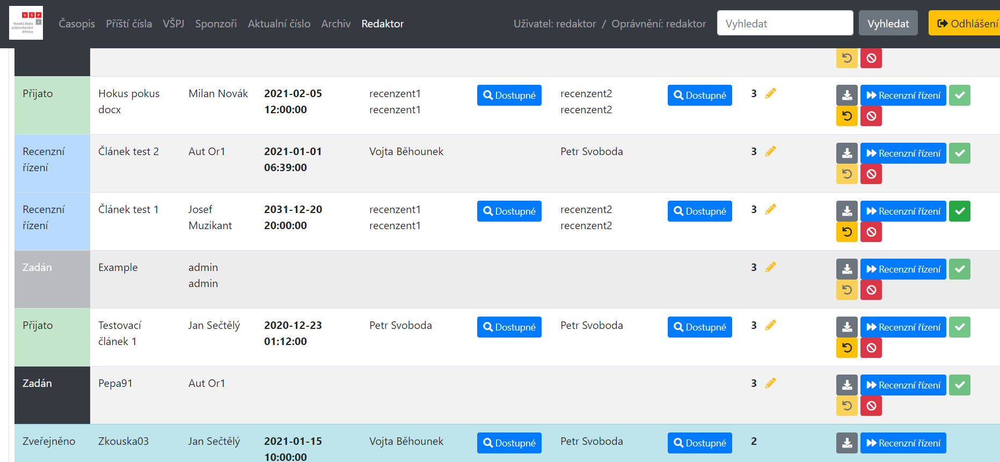 VŠP
J
Vysoká škola
polytechnická
Jihlava
Časopis Příští čísla VŠPJ Sponzoři Aktualní číslo Archiv Redaktor Uživatel: redaktor / Oprávnění: redaktor Vyhledat Vyhledat Odhlášení
Přijato Hokus pokus Milan Novák 2021-02-05 recenzent1 Dostupné recenzent2 Dostupné 3 Recenzní řízení
docx 12:00:00 recenzent1 recenzent2
Recenzní Článek test 2 Aut Or1 2021-01-01 Vojta Běhounek Petr Svoboda 3 Recenzní řízení
řízení 06:39:00
Recenzní Článek test 1 Josef 2031-12-20 recenzent1 Dostupné recenzent2 Dostupné 3 Recenzní řízení
řízení Muzikant 20:00:00 recenzent1 recenzent2
Zadán Example admin 3 Recenzní řízení
admin
Přijato Testovací Jan Sečtělý 2020-12-23 Petr Svoboda Dostupné Petr Svoboda Dostupné 3 Recenzní řízení
článek 1 01:12:00
Zadán Pepa91 Aut Or1 3 Recenzní řízení
Zveřejněno Zkouska03 Jan Sečtělý 2021-01-15 Vojta Běhounek Dostupné Petr Svoboda Dostupné 2 Recenzní řízení
10:00:00